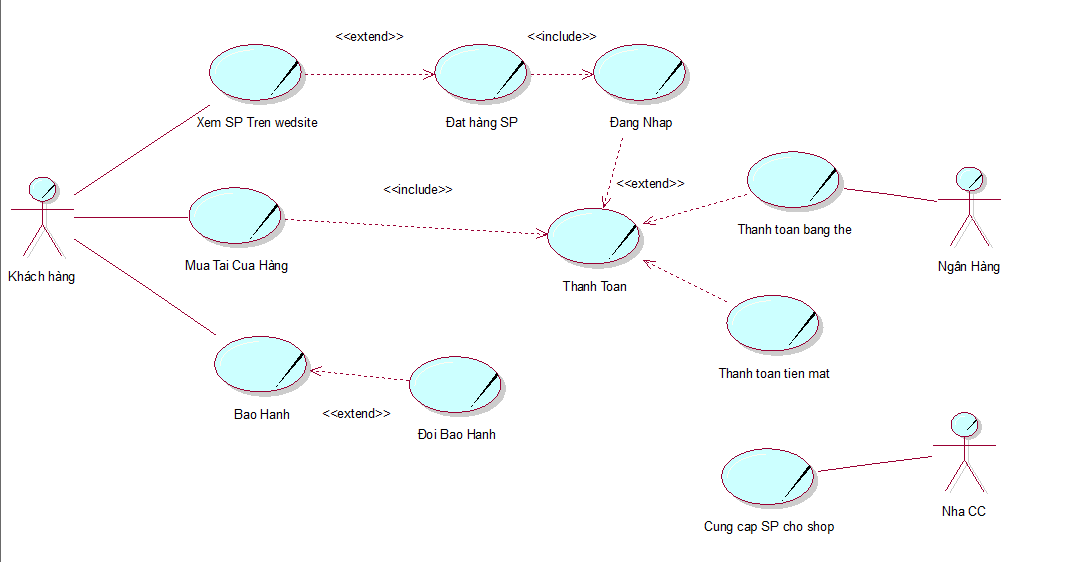 <<extend>>
<<include>>
Xem SP Tren wedsite
Đat hàng SP
Đang Nhap
<<include>>
<<extend>>
Khách hàng
Mua Tai Cua Hàng
Thanh Toan
Thanh toan bang the
Ngân Hàng
Thanh toan tien mat
Bao Hanh
<<extend>>
Đoi Bao Hanh
Cung cap SP cho shop
Nha CC